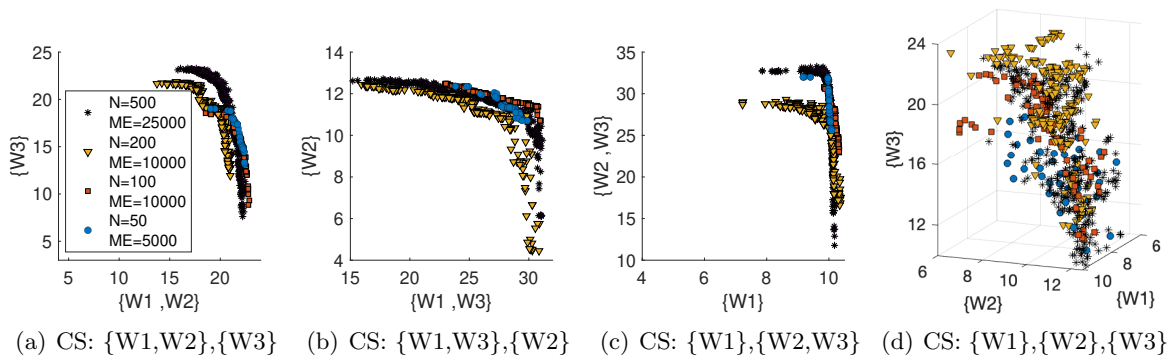 25
20
15
10
5
{W3}
N=500
ME=25000
N=200
ME=10000
N=100
ME=10000
N=50
ME=5000
5 10 15 20
{W1 ,W2}
14
12
10
8
6
4
{W2}
15 20 25 30
{W1 ,W3}
35
30
25
20
15
10
{W2 ,W3}
4 6 8 10
{W1}
24
20
16
12
{W3}
6 8 10 12
{W2}
10 8 6
{W1}
(a) CS: {W1,W2},{W3}
(b) CS: {W1,W3},{W2}
(c) CS: {W1},{W2,W3}
(d) CS: {W1},{W2},{W3}